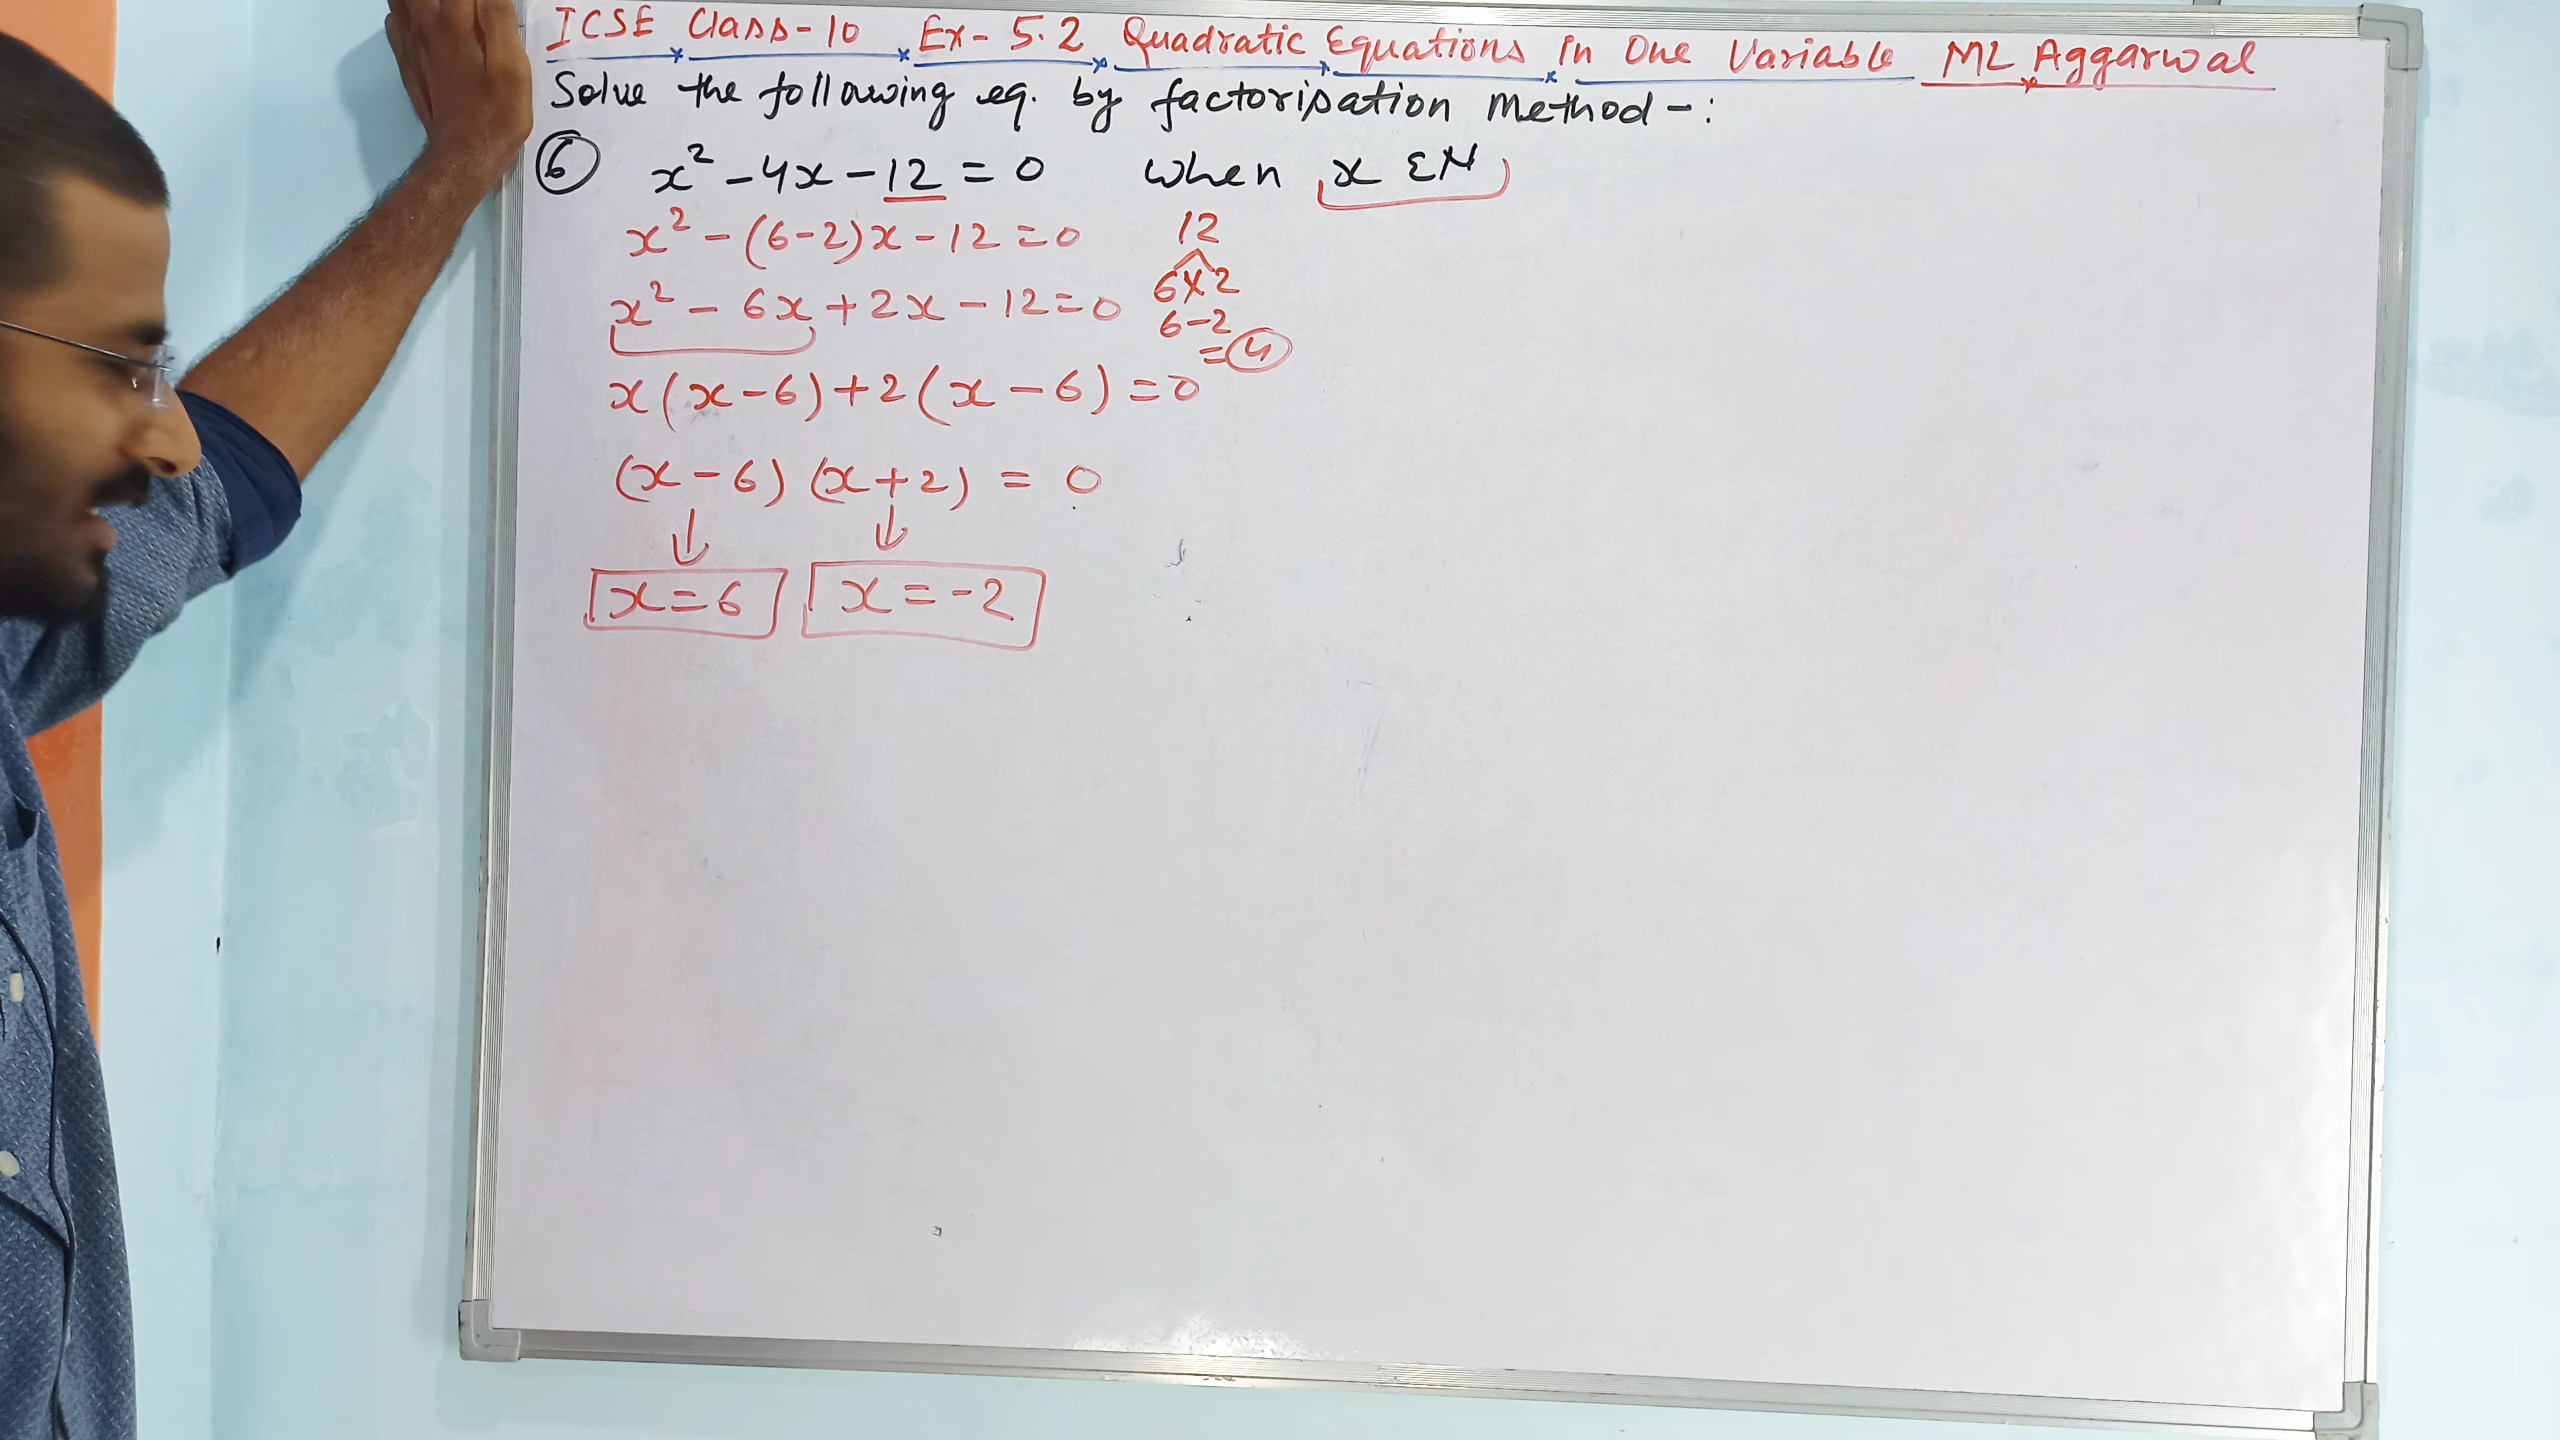 ICSE Class-10 Ex-5.2 Quadratic Equations in One Variable ML Aggarwal
Solve the following eq. by factorisation Method-:
⑥ x² - 4x - 12 = 0 when x ∈ N
x² - (6-2)x - 12 = 0
x² - 6x + 2x - 12 = 0
x(x-6) + 2(x-6) = 0
(x-6) (x+2) = 0
x = 6 x = -2
12
6×2
6-2
= 4